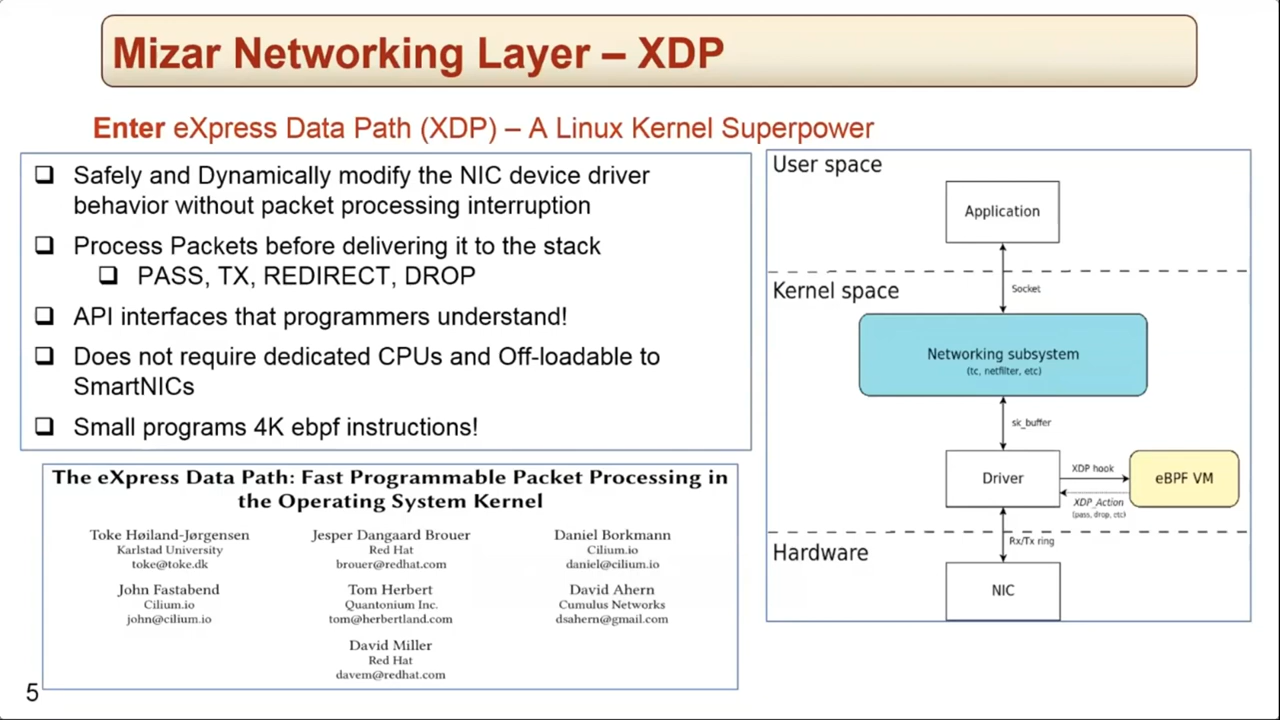 Mizar Networking Layer – XDP
Enter eXpress Data Path (XDP) – A Linux Kernel Superpower
Safely and Dynamically modify the NIC device driver
behavior without packet processing interruption
Process Packets before delivering it to the stack
PASS, TX, REDIRECT, DROP
API interfaces that programmers understand!
Does not require dedicated CPUs and Off-loadable to
SmartNICs
Small programs 4K ebpf instructions!
The eXpress Data Path: Fast Programmable Packet Processing in
the Operating System Kernel
Toke Høiland-Jørgensen
Karlstad University
toke@toke.dk
Jesper Dangaard Brouer
Red Hat
brouer@redhat.com
Daniel Borkmann
Cilium.io
daniel@cilium.io
John Fastabend
Cilium.io
john@cilium.io
Tom Herbert
Quantonium Inc.
tom@herbertland.com
David Ahern
Cumulus Networks
dsahern@gmail.com
David Miller
Red Hat
davem@redhat.com
User space
Application
Socket
Kernel space
Networking subsystem
(tc, netfilter, etc)
sk_buffer
Driver
XDP hook
XDP_Action
(pass, drop, etc)
eBPF VM
Rx/Tx ring
Hardware
NIC
5